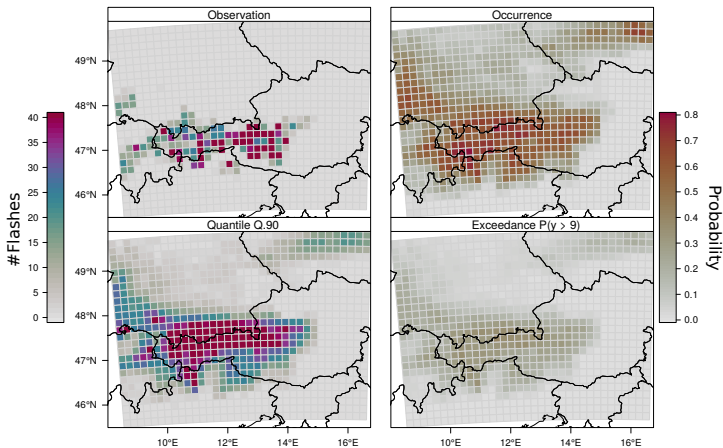 Observation
Occurrence
49°N
48°N
47°N
46°N
40
35
30
25
20
15
10
5
0
#Flashes
0.8
0.7
0.6
0.5
0.4
0.3
0.2
0.1
0.0
Probability
Quantile Q.90
Exceedance P(y > 9)
49°N
48°N
47°N
46°N
10°E
12°E
14°E
16°E
10°E
12°E
14°E
16°E